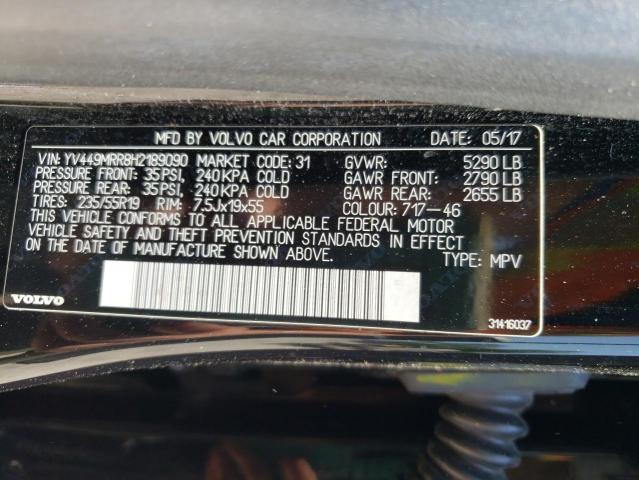 MFD BY VOLVO CAR CORPORATION DATE: 05/17
VIN: YV449MRR8H2189090 MARKET CODE: 31 GVWR: 5290 LB
PRESSURE FRONT: 35PSI, 240KPA COLD GAWR FRONT: 2790 LB
PRESSURE REAR: 35PSI, 240KPA COLD GAWR REAR: 2655 LB
TIRES: 235/55R19 RIM: 7.5Jx19x55 COLOUR: 717-46
THIS VEHICLE CONFORMS TO ALL APPLICABLE FEDERAL MOTOR
VEHICLE SAFETY AND THEFT PREVENTION STANDARDS IN EFFECT
ON THE DATE OF MANUFACTURE SHOWN ABOVE.
TYPE: MPV
VOLVO 31416037